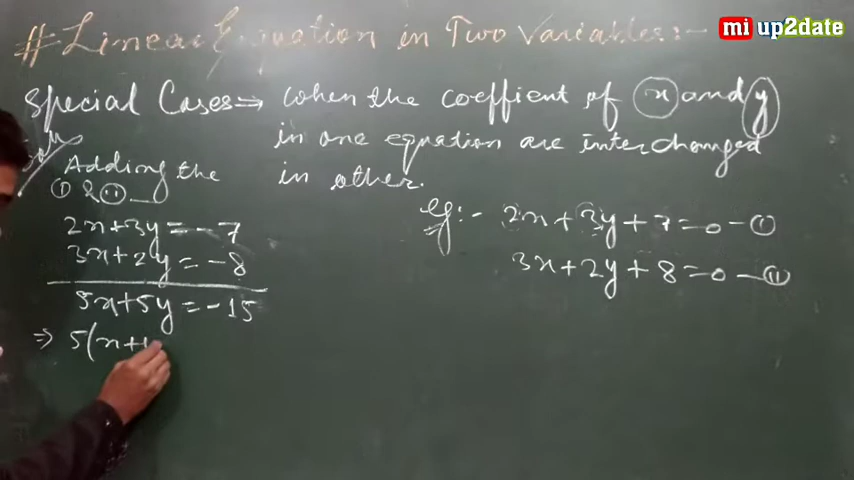 # Linear Equation in Two Variables:-
mi up2date
Special Cases ⇒ when the coeffient of x and y
in one equation are interchanged
in other.
Adding the
① & ⑪
2x+3y = -7
3x+2y = -8
5x+5y = -15
⇒ 5(x+
eg:- 2x+3y+7=0 - ①
3x+2y+8=0 - ⑪